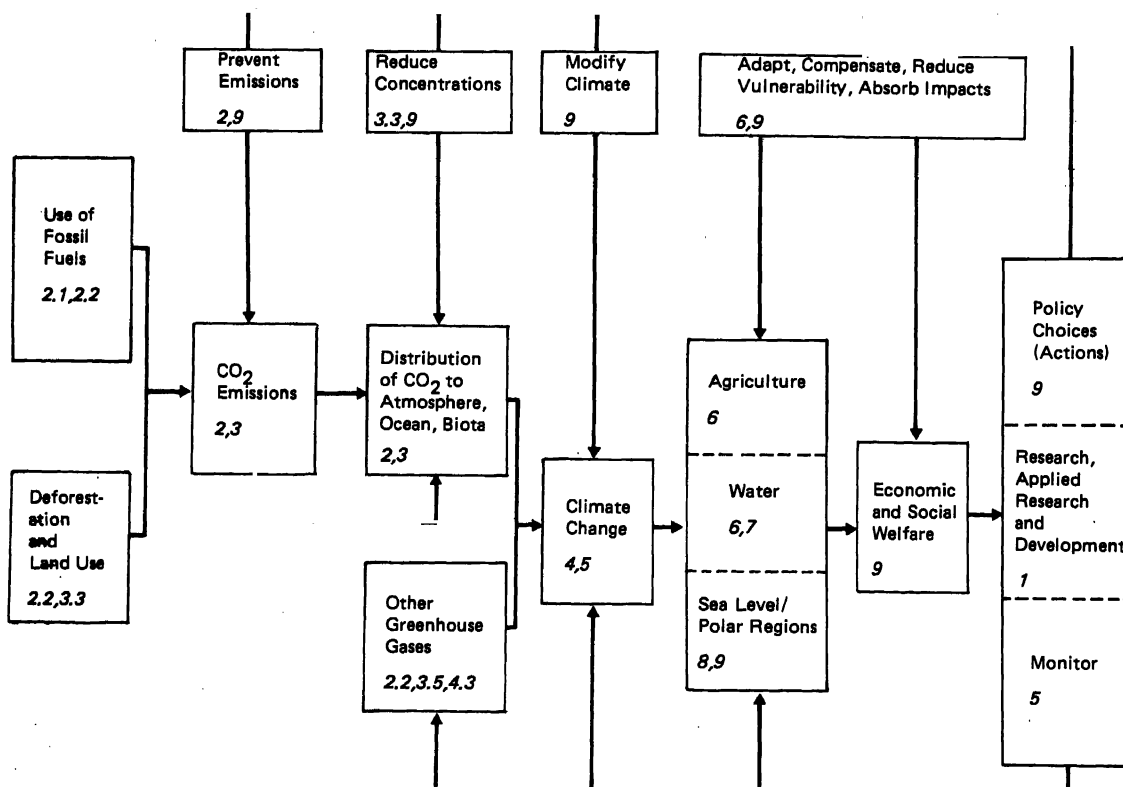 Prevent
Emissions
2,9
Reduce
Concentrations
3.3,9
Modify
Climate
9
Adapt, Compensate, Reduce
Vulnerability, Absorb Impacts
6,9
Use of
Fossil
Fuels
2.1,2.2
Deforest-
ation
and
Land Use
2.2,3.3
CO2
Emissions
2,3
Distribution
of CO2 to
Atmosphere,
Ocean, Biota
2,3
Other
Greenhouse
Gases
2.2,3.5,4.3
Climate
Change
4,5
Agriculture
6
Water
6,7
Sea Level/
Polar Regions
8,9
Economic
and Social
Welfare
9
Policy
Choices
(Actions)
9
Research,
Applied
Research
and
Development
1
Monitor
5